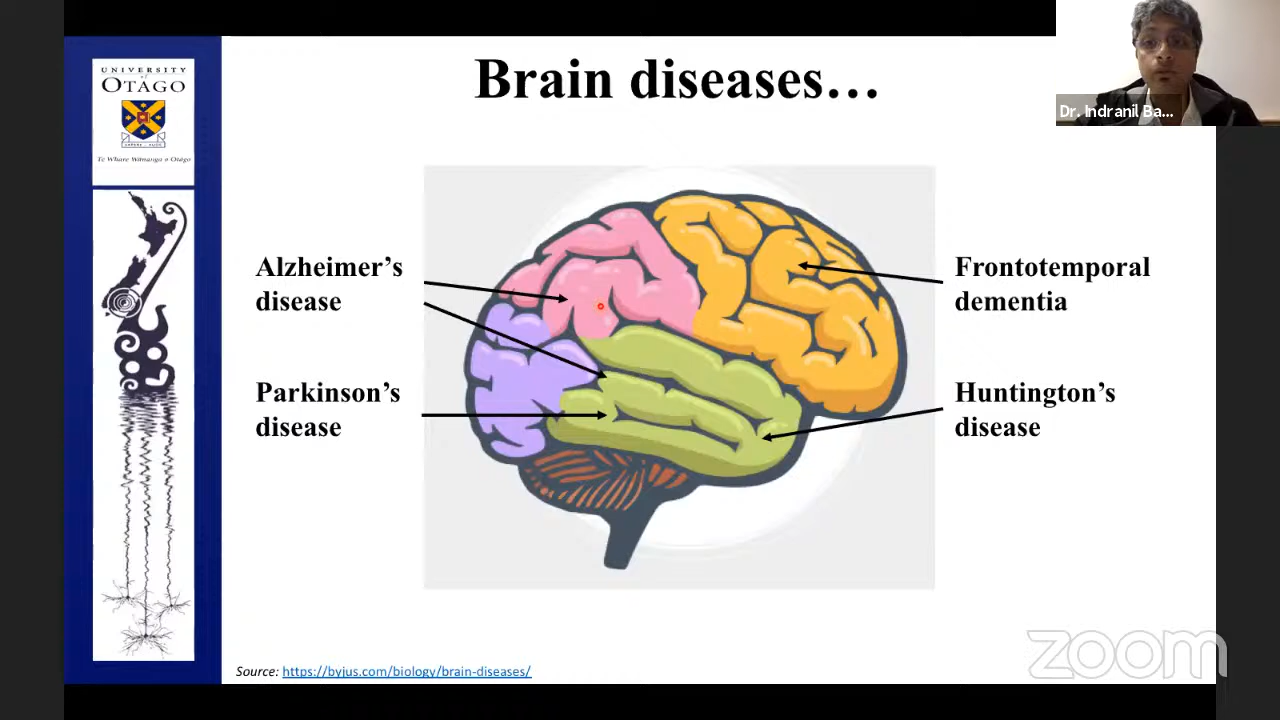 UNIVERSITY
of
OTAGO
Te Whare Wānanga o Otāgo
Brain diseases…
Dr. Indranil Ba...
Alzheimer’s
disease
Parkinson’s
disease
Frontotemporal
dementia
Huntington’s
disease
Source: https://byjus.com/biology/brain-diseases/
zoom